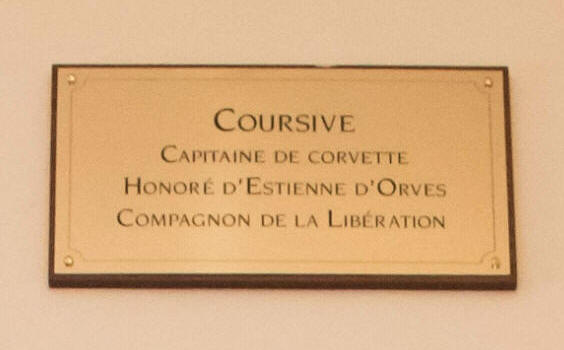 Coursive
Capitaine de corvette
Honoré d'Estienne d'Orves
Compagnon de la Libération